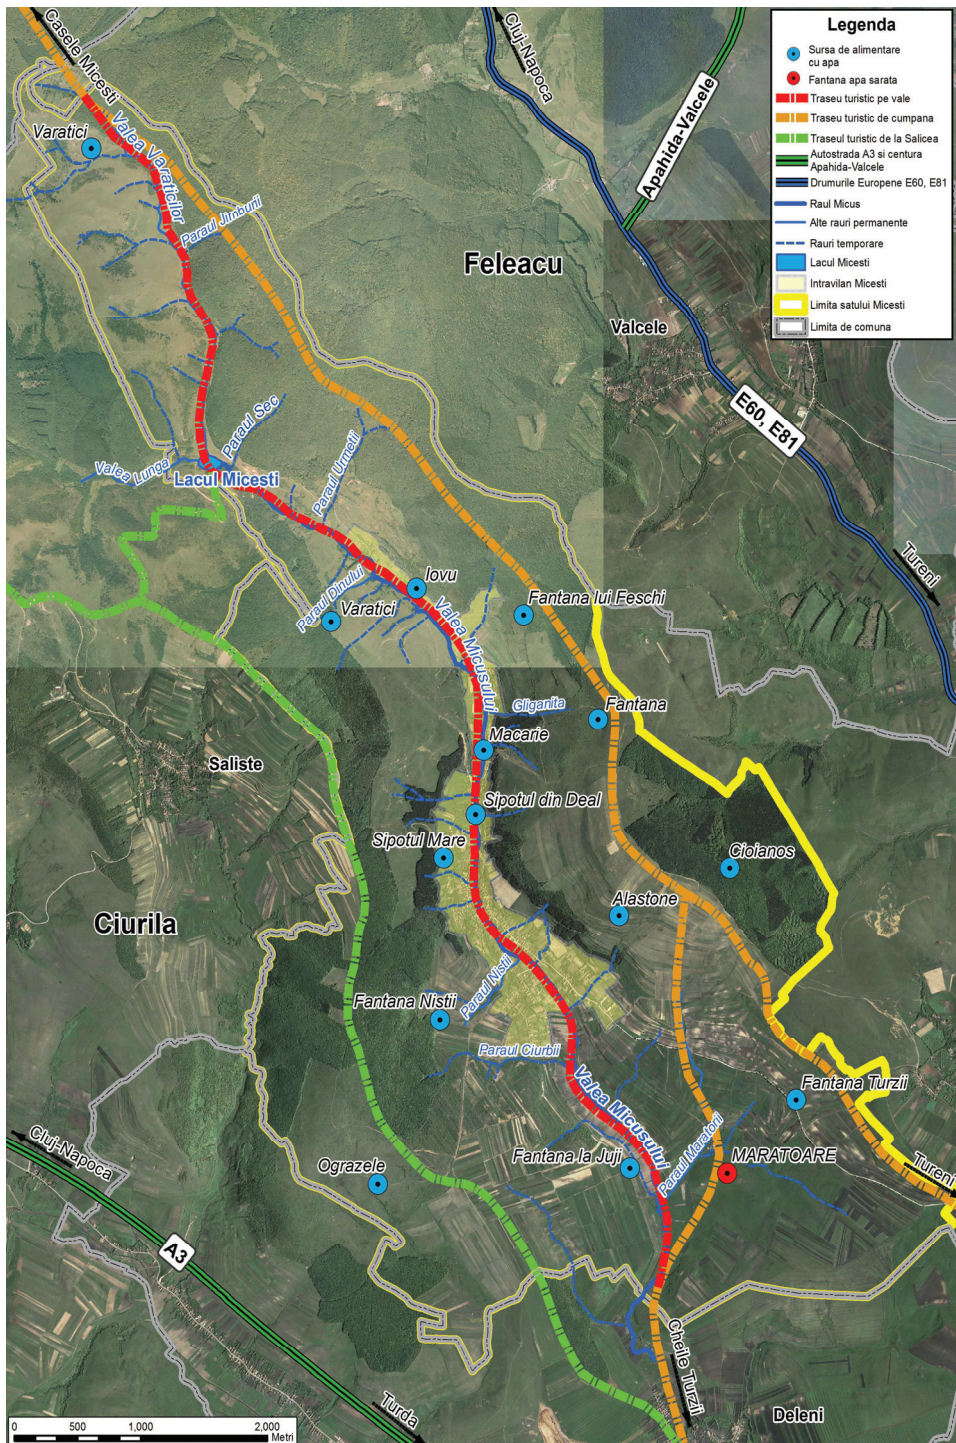 Casele Micesti
Cluj-Napoca
Apahida-Valcele
Legenda
Sursa de alimentare
cu apa
Fantana apa sarata
Traseu turistic pe vale
Traseu turistic de cumpana
Traseul turistic de la Salicea
Autostrada A3 si centura
Apahida-Valcele
Drumurile Europene E60, E81
Raul Micus
Alte rauri permanente
Rauri temporare
Lacul Micesti
Intravilan Micesti
Limita satului Micesti
Limita de comuna
Varatici
Valea Varaticilor
Paraul Jinburii
Feleacu
Valcele
E60, E81
Tureni
Paraul Sec
Valea Lunga
Lacul Micesti
Paraul Urmetii
Paraul Dinului
Iovu
Varatici
Valea Micusului
Fantana lui Feschi
Gliganita
Fantana
Macarie
Saliste
Sipotul din Deal
Sipotul Mare
Cioianos
Alastone
Ciurila
Paraul Nistii
Fantana Nistii
Paraul Ciurbii
Valea Micusului
Fantana Turzii
Paraul Maratorii
Fantana la Juji
MARATOARE
Tureni
Ograzele
Cluj-Napoca
A3
Turda
Cheile Turzii
Deleni
0 500 1,000 2,000
Metri